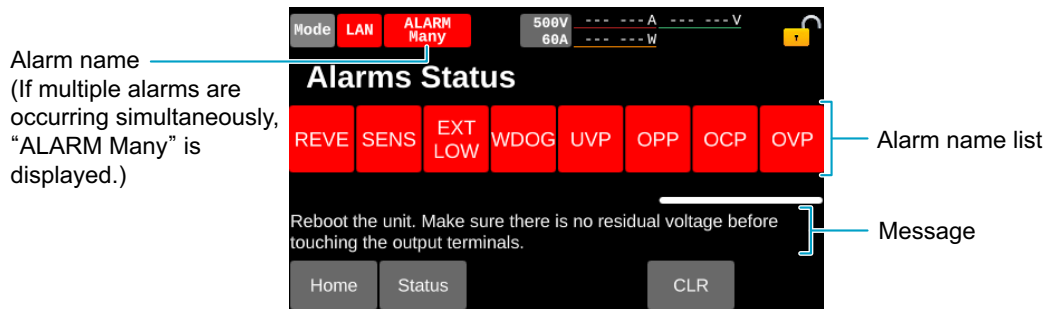 Mode
LAN
ALARM
Many
500V
60A
--- ---A
--- ---V
--- ---W
Alarm name
(If multiple alarms are
occurring simultaneously,
“ALARM Many” is
displayed.)
Alarms Status
REVE
SENS
EXT
LOW
WDOG
UVP
OPP
OCP
OVP
Alarm name list
Reboot the unit. Make sure there is no residual voltage before
touching the output terminals.
Message
Home
Status
CLR